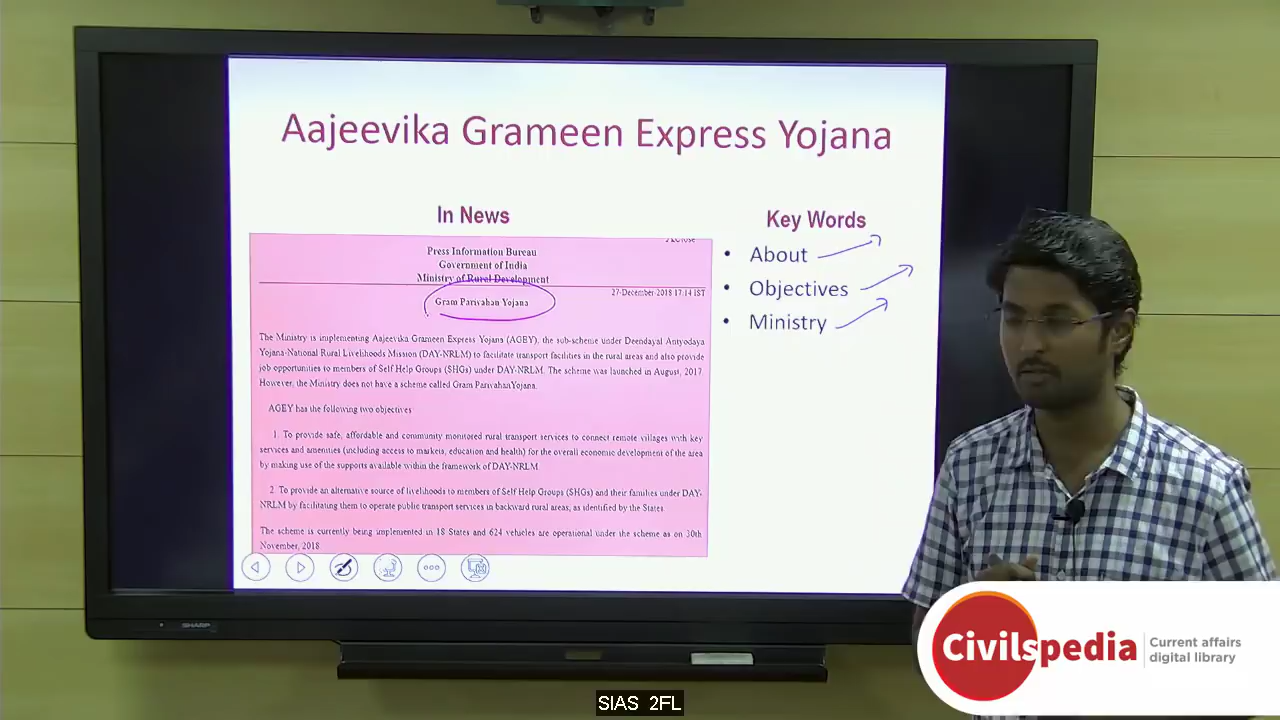 Aajeevika Grameen Express Yojana
In News
Press Information Bureau
Government of India
Ministry of Rural Development
27-December-2018 17:14 IST
Gram Parivahan Yojana
The Ministry is implementing Aajeevika Grameen Express Yojana (AGEY), the sub-scheme under Deendayal Antyodaya
Yojana-National Rural Livelihoods Mission (DAY-NRLM) to facilitate transport facilities in the rural areas and also provide
job opportunities to members of Self Help Groups (SHGs) under DAY-NRLM. The scheme was launched in August, 2017.
However, the Ministry does not have a scheme called Gram ParivahanYojana.
AGEY has the following two objectives
1. To provide safe, affordable and community monitored rural transport services to connect remote villages with key
services and amenities (including access to markets, education and health) for the overall economic development of the area
by making use of the supports available within the framework of DAY-NRLM
2. To provide an alternative source of livelihoods to members of Self Help Groups (SHGs) and their families under DAY-
NRLM by facilitating them to operate public transport services in backward rural areas, as identified by the States.
The scheme is currently being implemented in 18 States and 624 vehicles are operational under the scheme as on 30th
November, 2018
Key Words
• About
• Objectives
• Ministry
SHARP
Civilspedia
Current affairs
digital library
SIAS 2FL